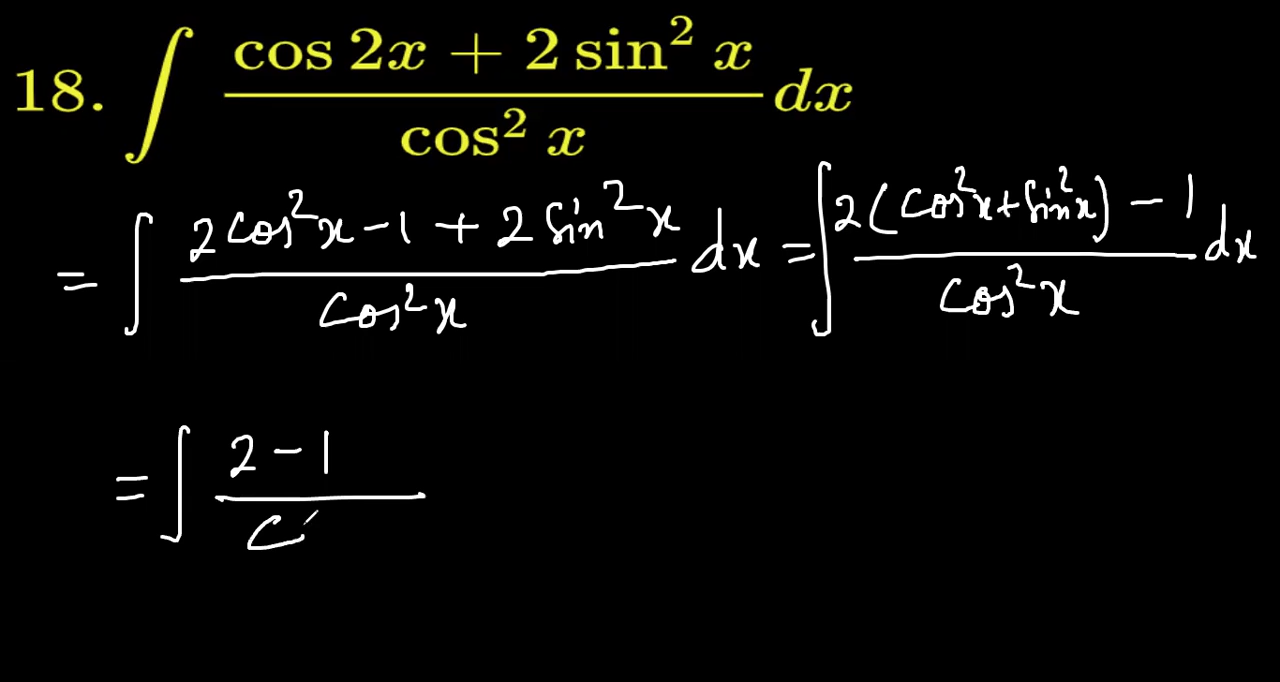 18. ∫ (cos 2x + 2 sin² x)/(cos² x) dx
= ∫ (2cos²x - 1 + 2 sin²x)/(cos²x) dx = ∫ (2(cos²x + sin²x) - 1)/(cos²x) dx
= ∫ (2 - 1)/(c